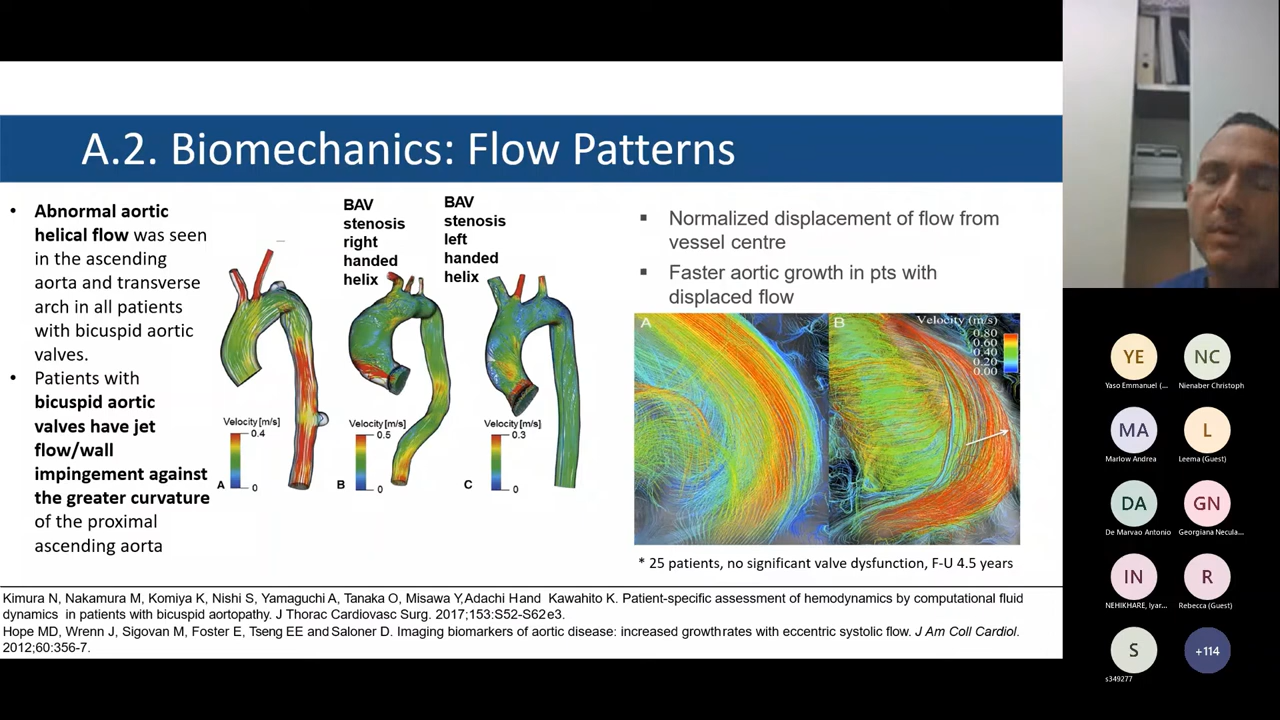 A.2. Biomechanics: Flow Patterns
• Abnormal aortic
helical flow was seen
in the ascending
aorta and transverse
arch in all patients
with bicuspid aortic
valves.
• Patients with
bicuspid aortic
valves have jet
flow/wall
impingement against
the greater curvature
of the proximal
ascending aorta
BAV
stenosis
right
handed
helix
BAV
stenosis
left
handed
helix
Velocity [m/s]
0.4
0
A
Velocity [m/s]
0.5
0
B
Velocity [m/s]
0.3
0
C
▪ Normalized displacement of flow from
vessel centre
▪ Faster aortic growth in pts with
displaced flow
A
B
Velocity (m/s)
0.80
0.60
0.40
0.20
0.00
* 25 patients, no significant valve dysfunction, F-U 4.5 years
Kimura N, Nakamura M, Komiya K, Nishi S, Yamaguchi A, Tanaka O, Misawa Y,Adachi H and Kawahito K. Patient-specific assessment of hemodynamics by computational fluid
dynamics in patients with bicuspid aortopathy. J Thorac Cardiovasc Surg. 2017;153:S52-S62 e3.
Hope MD, Wrenn J, Sigovan M, Foster E, Tseng EE and Saloner D. Imaging biomarkers of aortic disease: increased growth rates with eccentric systolic flow. J Am Coll Cardiol.
2012;60:356-7.
YE
Yaso Emmanuel (...
NC
Nienaber Christoph
MA
Marlow Andrea
L
Leema (Guest)
DA
De Marvao Antonio
GN
Georgiana Necula...
IN
NEHIKHARE, Iyar...
R
Rebecca (Guest)
S
s349277
+114